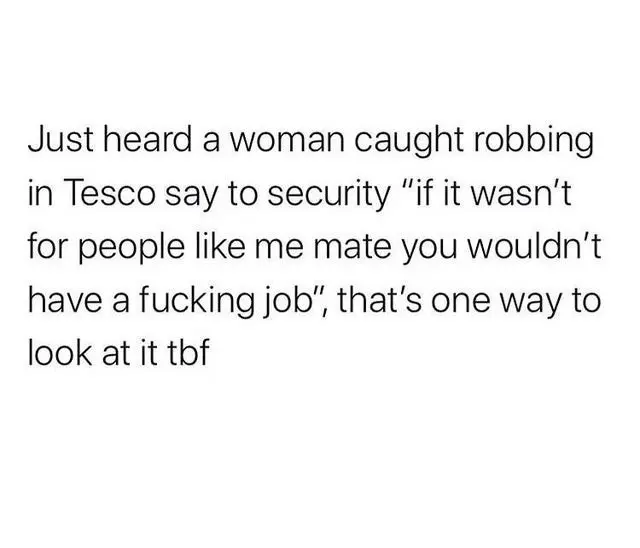 Just heard a woman caught robbing
in Tesco say to security "if it wasn't
for people like me mate you wouldn't
have a fucking job", that's one way to
look at it tbf